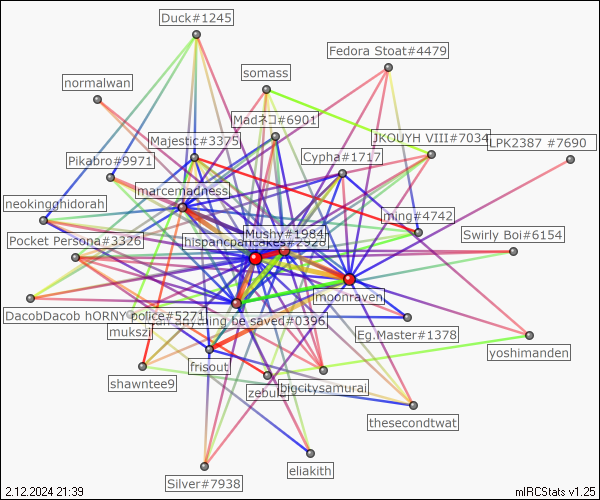 Duck#1245
Fedora Stoat#4479
somass
normalwan
Madネコ#6901
Majestic#3375
JKOUYH VIII#7034
LPK2387 #7690
Pikabro#9971
Cypha#1717
marcemadness
neokingghidorah
ming#4742
Mushy#1984
Swirly Boi#6154
Pocket Persona#3326
hispancpancakes#2926
moonraven
DacobDacob hORNY police#5271
anything be saved#0396
mukszi
Eg.Master#1378
yoshimanden
frisout
shawntee9
zebule
bigcitysamurai
thesecondtwat
eliakith
Silver#7938
2.12.2024 21:39
mIRCStats v1.25